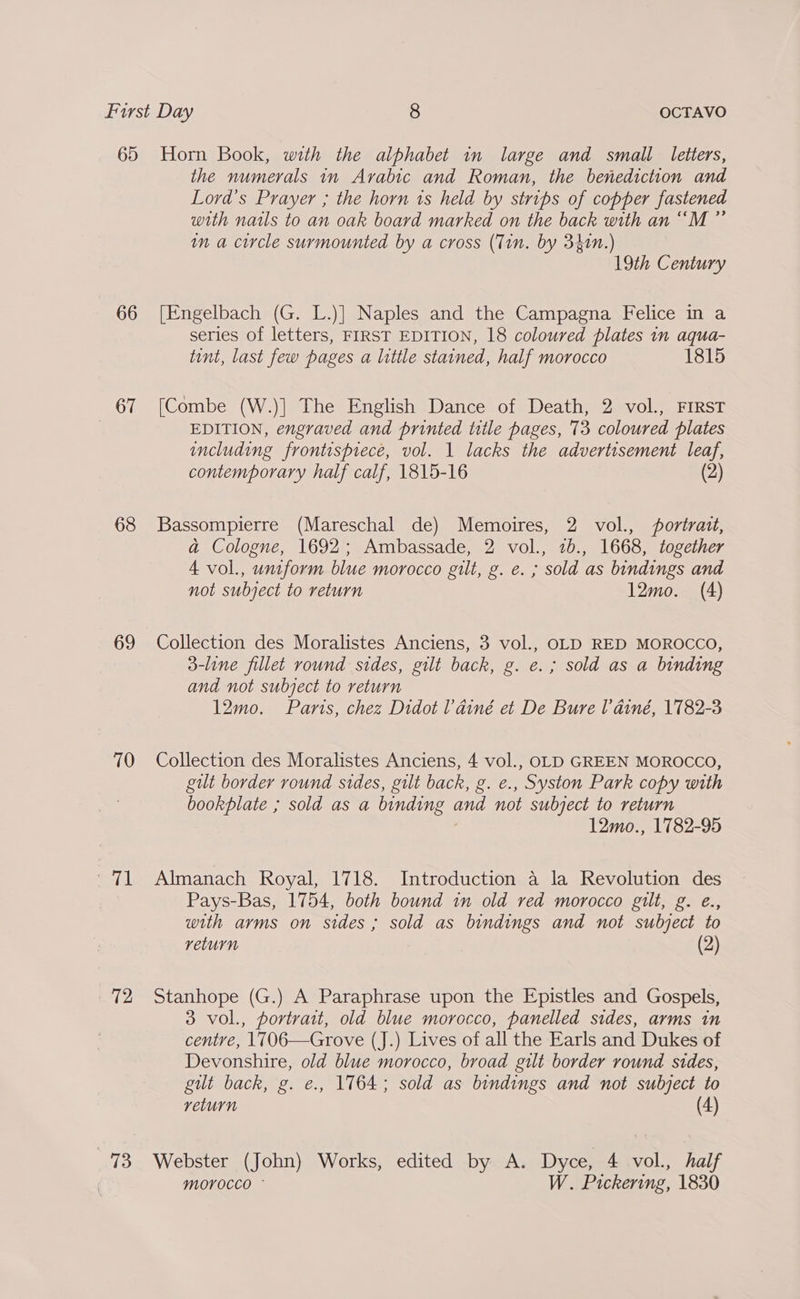 First Day 8 OCTAVO
65 Horn Book, with the alphabet in large and small letters,
the numerals in Arabic and Roman, the benediction and
Lord's Prayer ; the horn is held by strips of copper fastened
with nails to an oak board marked on the back with an “M”
in a circle surmounted by a cross (7in. by 3½in.)
19th Century
66 [Engelbach (G. L.)] Naples and the Campagna Felice in a
series of letters, FIRST EDITION, 18 coloured plates in aqua-
tint, last few pages a little stained, half morocco 1815
67 [Combe (W.)] The English Dance of Death, 2 vol., FIRST
EDITION, engraved and printed title pages, 73 coloured plates
including frontispiece, vol. 1 lacks the advertisement leaf,
contemporary half calf, 1815-16 (2)
68 Bassompierre (Mareschal de) Memoires, 2 vol., portrait,
à Cologne, 1692; Ambassade, 2 vol., ib., 1668, together
4 vol., uniform blue morocco gilt, g. e. ; sold as bindings and
not subject to return 12mo. (4)
69 Collection des Moralistes Anciens, 3 vol., OLD RED MOROCCO,
3-line fillet round sides, gilt back, g. e. ; sold as a binding
and not subject to return
12mo. Paris, chez Didot l'ainé et De Bure l'ainé, 1782-3
70 Collection des Moralistes Anciens, 4 vol., OLD GREEN MOROCCO,
gilt border round sides, gilt back, g. e., Syston Park copy with
bookplate ; sold as a binding and not subject to return
12mo., 1782-95
71 Almanach Royal, 1718. Introduction à la Revolution des
Pays-Bas, 1754, both bound in old red morocco gilt, g. e.,
with arms on sides ; sold as bindings and not subject to
return (2)
72 Stanhope (G.) A Paraphrase upon the Epistles and Gospels,
3 vol., portrait, old blue morocco, panelled sides, arms in
centre, 1706—Grove (J.) Lives of all the Earls and Dukes of
Devonshire, old blue morocco, broad gilt border round sides,
gilt back, g. e., 1764; sold as bindings and not subject to
return (4)
73 Webster (John) Works, edited by A. Dyce, 4 vol., half
morocco W. Pickering, 1830